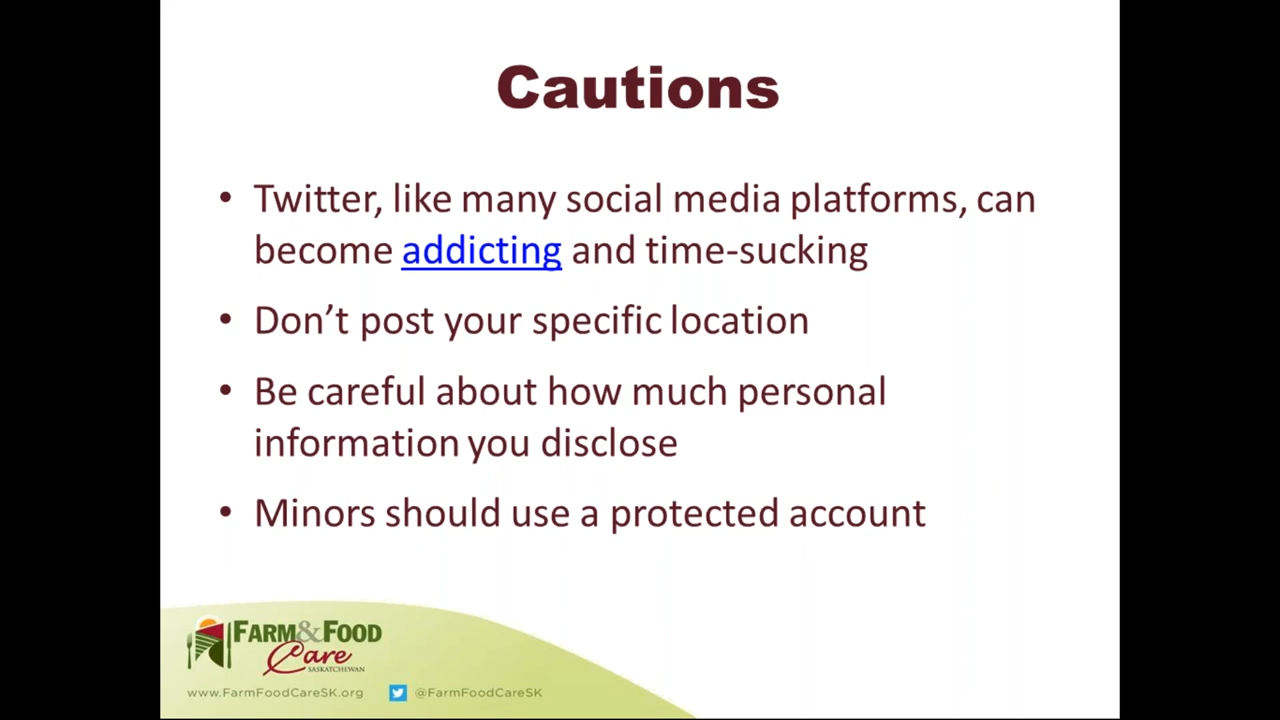 Cautions
• Twitter, like many social media platforms, can
become addicting and time-sucking
• Don’t post your specific location
• Be careful about how much personal
information you disclose
• Minors should use a protected account
FARM&FOOD
Care
SASKATCHEWAN
www.FarmFoodCareSK.org @FarmFoodCareSK